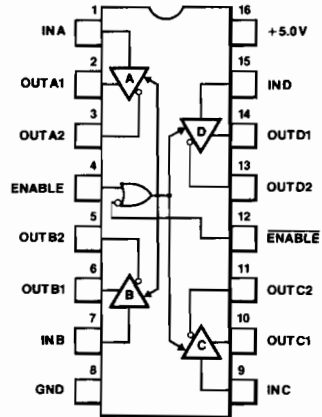 1
INA
2
OUTA1
3
OUTA2
4
ENABLE
5
OUTB2
6
OUTB1
7
INB
8
GND
A
B
D
C
16
+5.0V
15
IND
14
OUTD1
13
OUTD2
12
ENABLE
11
OUTC2
10
OUTC1
9
INC